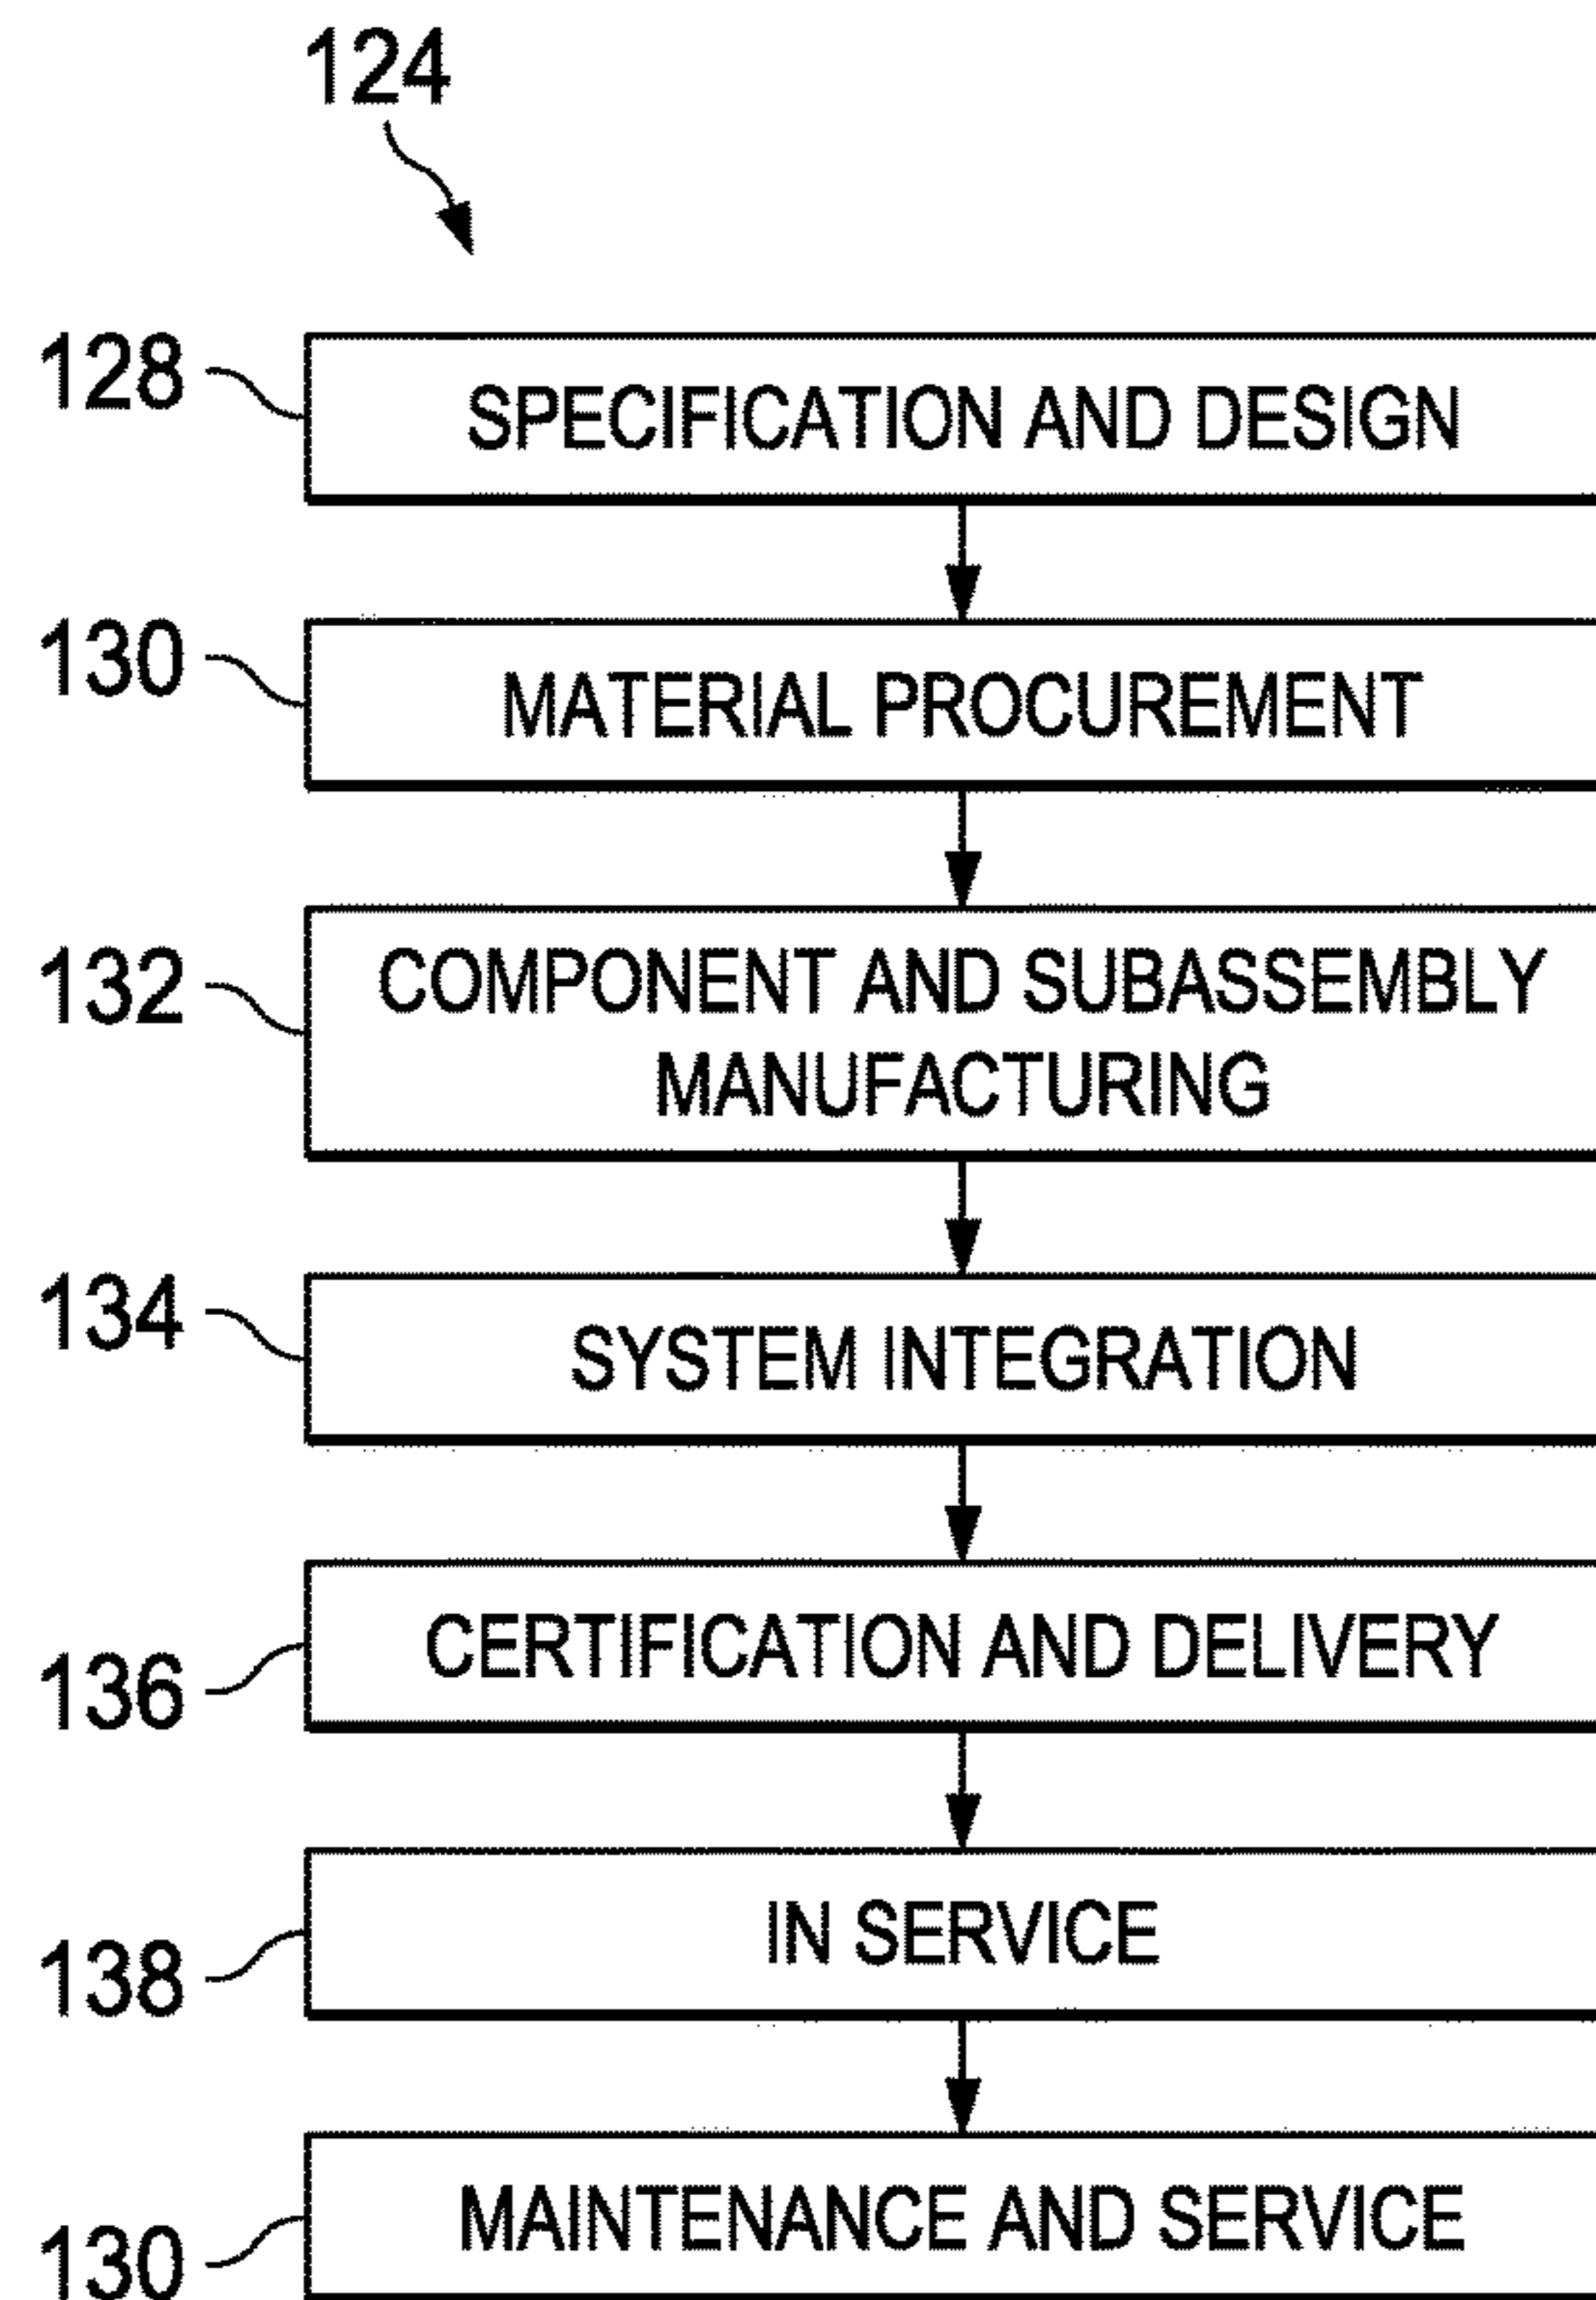 124
128
SPECIFICATION AND DESIGN
130
MATERIAL PROCUREMENT
132
COMPONENT AND SUBASSEMBLY
MANUFACTURING
134
SYSTEM INTEGRATION
136
CERTIFICATION AND DELIVERY
138
IN SERVICE
130
MAINTENANCE AND SERVICE